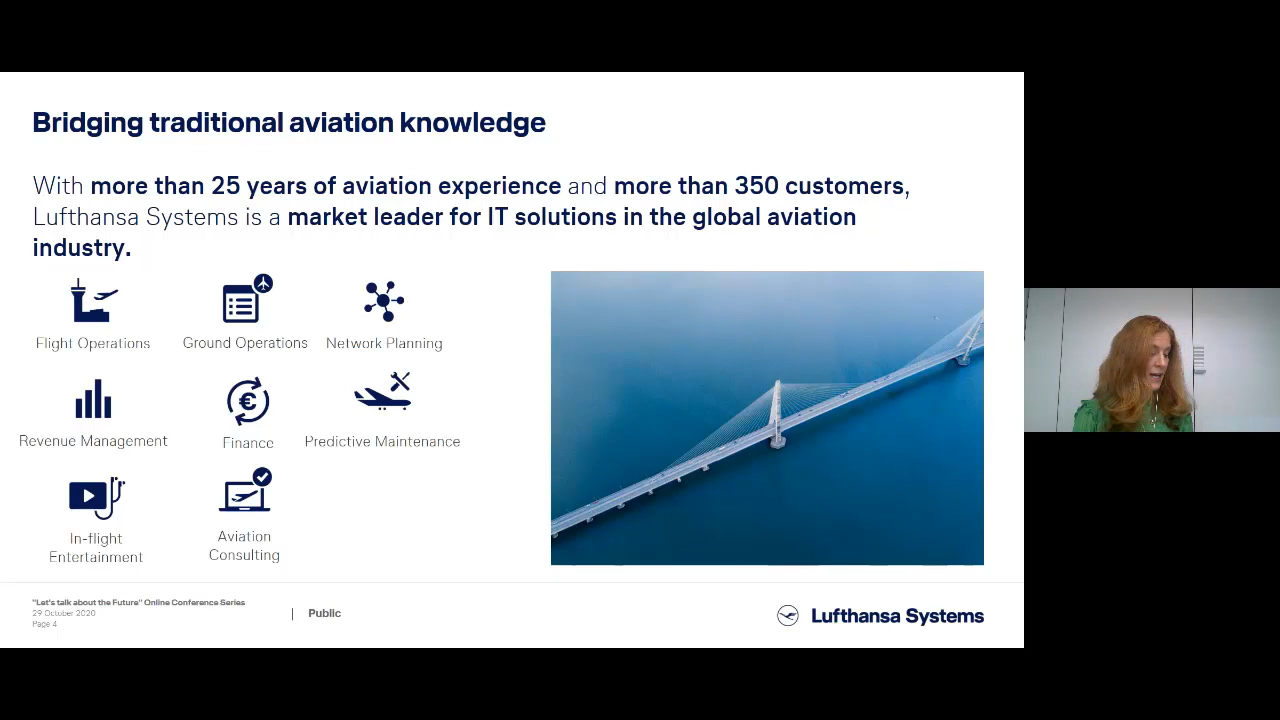 Bridging traditional aviation knowledge
With more than 25 years of aviation experience and more than 350 customers,
Lufthansa Systems is a market leader for IT solutions in the global aviation
industry.
Flight Operations
Ground Operations
Network Planning
Revenue Management
Finance
Predictive Maintenance
In-flight
Entertainment
Aviation
Consulting
"Let's talk about the Future" Online Conference Series
29 October 2020
Page 4
Public
Lufthansa Systems